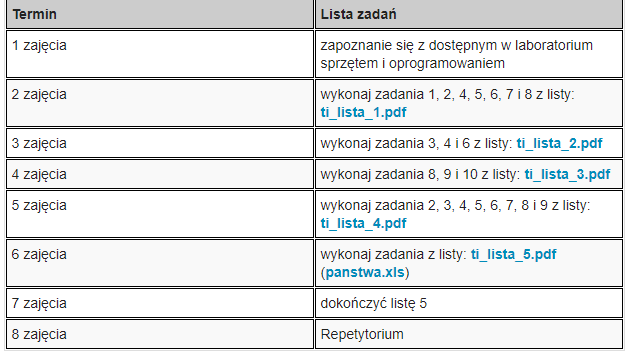 Termin Lista zadań
1 zajęcia zapoznanie się z dostępnym w laboratorium
sprzętem i oprogramowaniem
2 zajęcia wykonaj zadania 1, 2, 4, 5, 6, 7 i 8 z listy:
ti_lista_1.pdf
3 zajęcia wykonaj zadania 3, 4 i 6 z listy: ti_lista_2.pdf
4 zajęcia wykonaj zadania 8, 9 i 10 z listy: ti_lista_3.pdf
5 zajęcia wykonaj zadania 2, 3, 4, 5, 6, 7, 8 i 9 z listy:
ti_lista_4.pdf
6 zajęcia wykonaj zadania z listy: ti_lista_5.pdf
(panstwa.xls)
7 zajęcia dokończyć listę 5
8 zajęcia Repetytorium